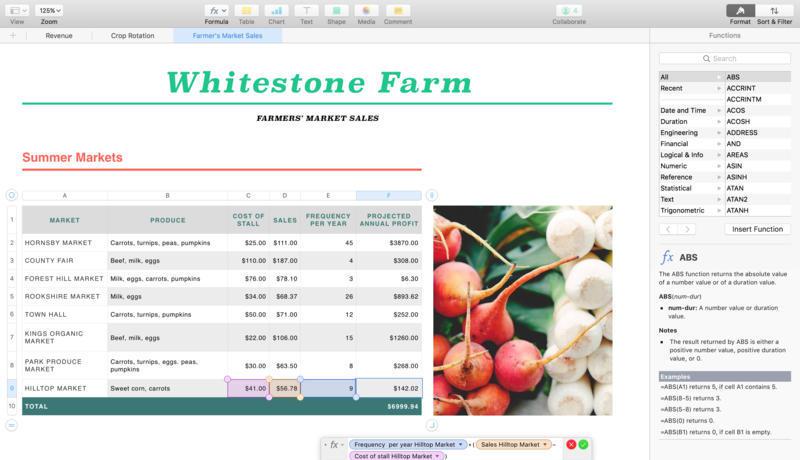 125%
View
Zoom
Formula
Table
Chart
Text
Shape
Media
Comment
4
Collaborate
Format
Sort & Filter
+
Revenue
Crop Rotation
Farmer's Market Sales
Functions
Whitestone Farm
FARMERS' MARKET SALES
Summer Markets
A B C D E F
1 MARKET PRODUCE COST OF STALL SALES FREQUENCY PER YEAR PROJECTED ANNUAL PROFIT
2 HORNSBY MARKET Carrots, turnips, peas, pumpkins $25.00 $111.00 45 $3870.00
3 COUNTY FAIR Beef, milk, eggs $110.00 $187.00 4 $308.00
4 FOREST HILL MARKET Milk, eggs, carrots, pumpkins $76.00 $78.10 3 $6.30
5 ROOKSHIRE MARKET Milk, eggs $34.00 $68.37 26 $893.62
6 TOWN HALL Carrots, turnips, pumpkins $50.00 $71.00 12 $252.00
7 KINGS ORGANIC MARKET Beef, milk, eggs $22.00 $106.00 15 $1260.00
8 PARK PRODUCE MARKET Carrots, turnips, eggs. peas, pumpkins $30.00 $63.50 8 $268.00
9 HILLTOP MARKET Sweet corn, carrots $41.00 $56.78 9 $142.02
10 TOTAL $6999.94
fx Frequency per year Hilltop Market × ( Sales Hilltop Market −
Cost of stall Hilltop Market )
Search
All ABS
Recent ACCRINT
ACCRINTM
Date and Time ACOS
Duration ACOSH
Engineering ADDRESS
Financial AND
Logical & Info AREAS
Numeric ASIN
Reference ASINH
Statistical ATAN
Text ATAN2
Trigonometric ATANH
Insert Function
fx ABS
The ABS function returns the absolute value
of a number value or of a duration value.
ABS(num-dur)
• num-dur: A number value or duration
value.
Notes
• The result returned by ABS is either a
positive number value, positive duration
value, or 0.
Examples
=ABS(A1) returns 5, if cell A1 contains 5.
=ABS(8-5) returns 3.
=ABS(5-8) returns 3.
=ABS(0) returns 0.
=ABS(B1) returns 0, if cell B1 is empty.